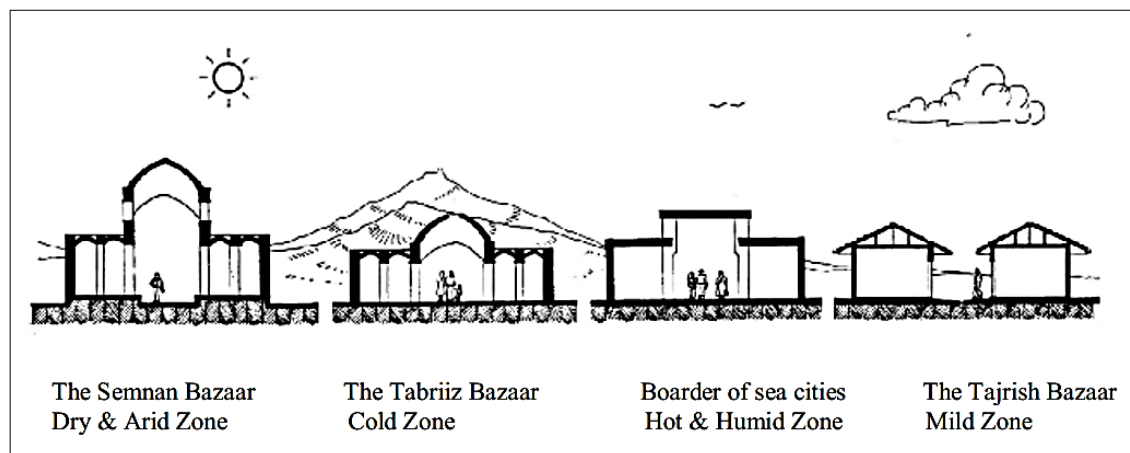 The Semnan Bazaar
Dry & Arid Zone
The Tabriiz Bazaar
Cold Zone
Boarder of sea cities
Hot & Humid Zone
The Tajrish Bazaar
Mild Zone